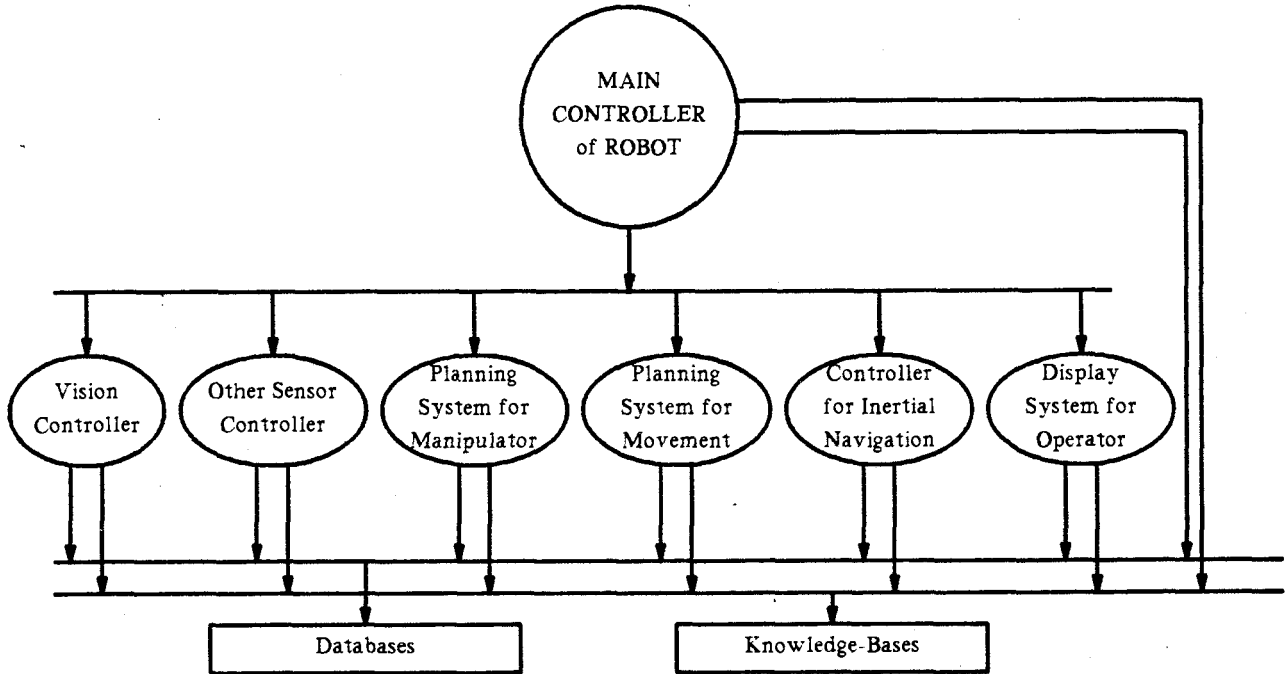 MAIN
CONTROLLER
of ROBOT
Vision
Controller
Other Sensor
Controller
Planning
System for
Manipulator
Planning
System for
Movement
Controller
for Inertial
Navigation
Display
System for
Operator
Databases
Knowledge-Bases